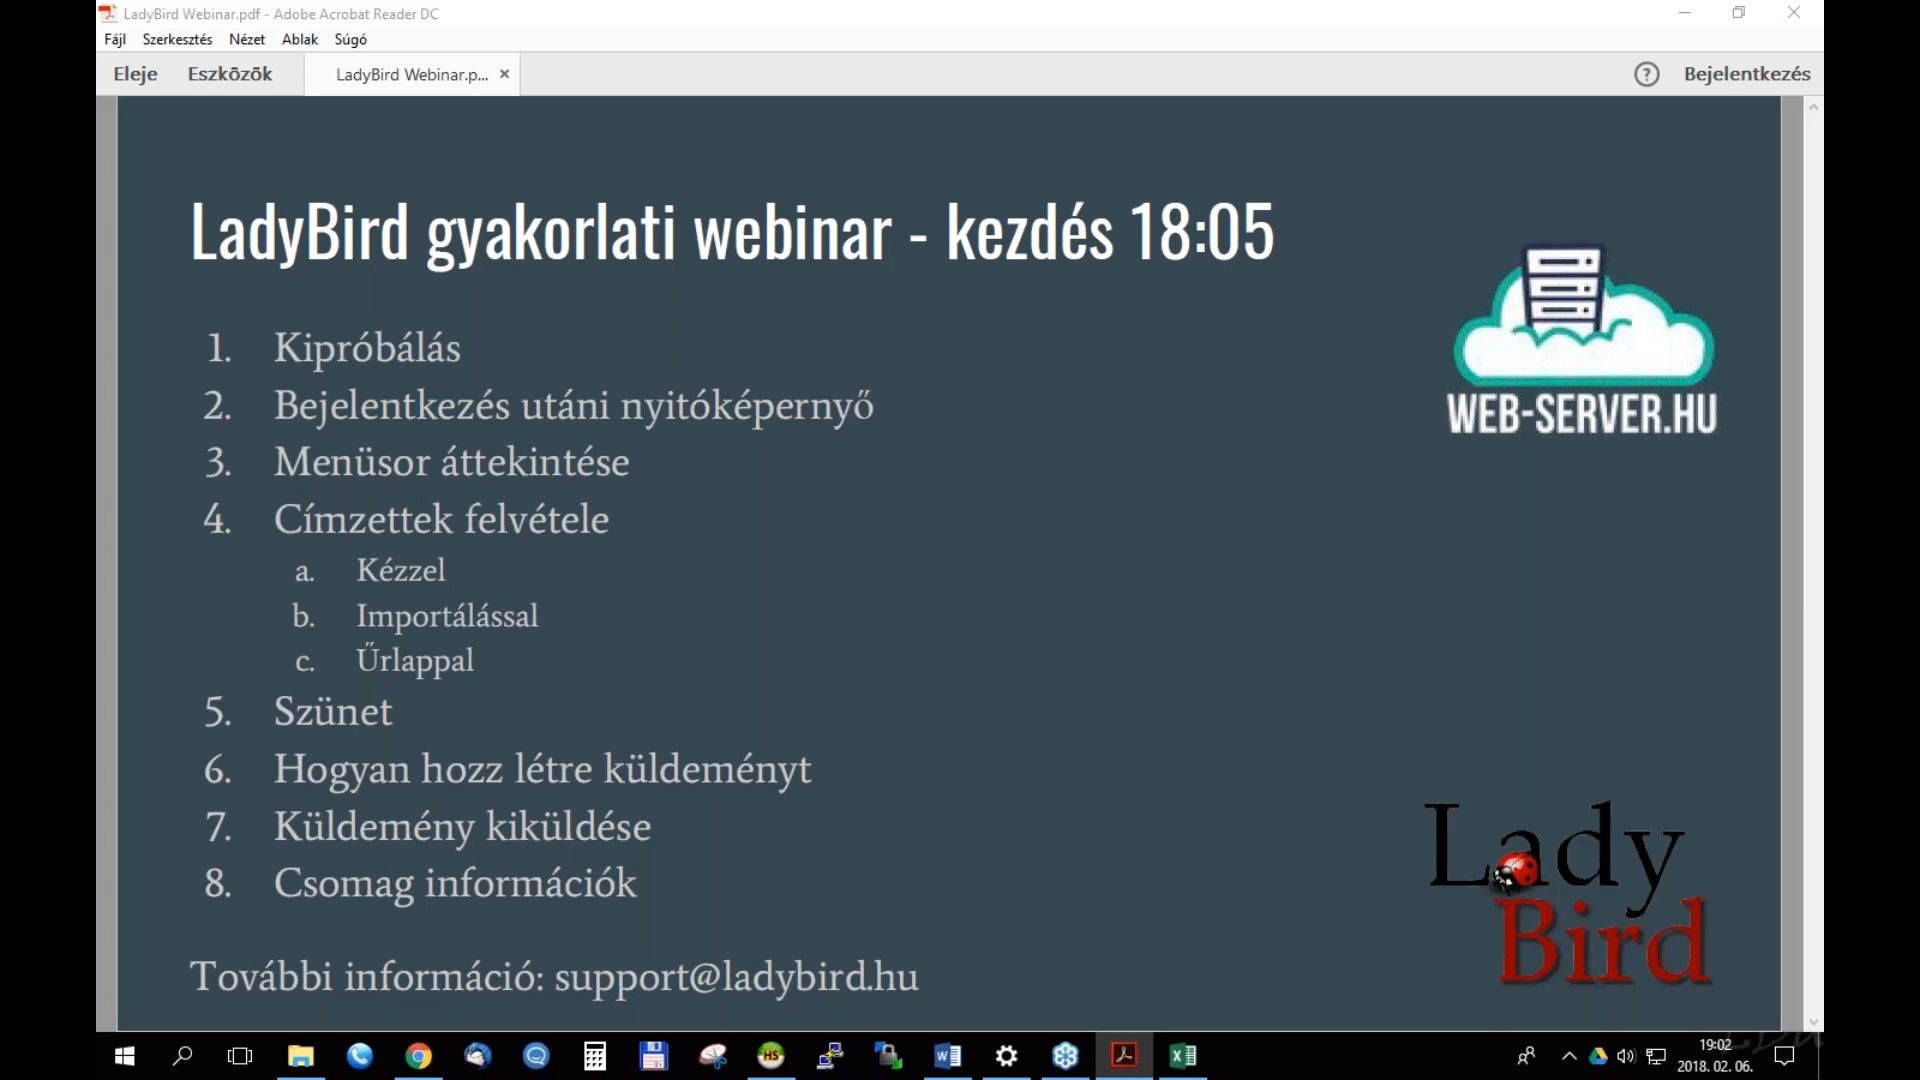 LadyBird Webinar.pdf - Adobe Acrobat Reader DC
Fájl Szerkesztés Nézet Ablak Súgó
Eleje Eszközök LadyBird Webinar.p... × ? Bejelentkezés
LadyBird gyakorlati webinar - kezdés 18:05
1. Kipróbálás
2. Bejelentkezés utáni nyitóképernyő
3. Menüsor áttekintése
4. Címzettek felvétele
a. Kézzel
b. Importálással
c. Űrlappal
5. Szünet
6. Hogyan hozz létre küldeményt
7. Küldemény kiküldése
8. Csomag információk
További információ: support@ladybird.hu
WEB-SERVER.HU
Lady
Bird
HS
19:02
2018. 02. 06.